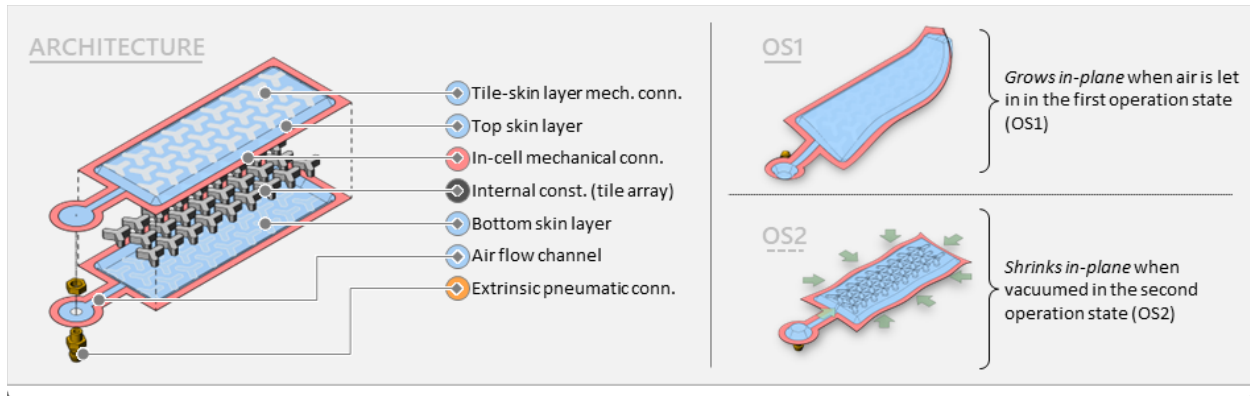 ARCHITECTURE
Tile-skin layer mech. conn.
Top skin layer
In-cell mechanical conn.
Internal const. (tile array)
Bottom skin layer
Air flow channel
Extrinsic pneumatic conn.
OS1
Grows in-plane when air is let
in in the first operation state
(OS1)
OS2
Shrinks in-plane when
vacuumed in the second
operation state (OS2)